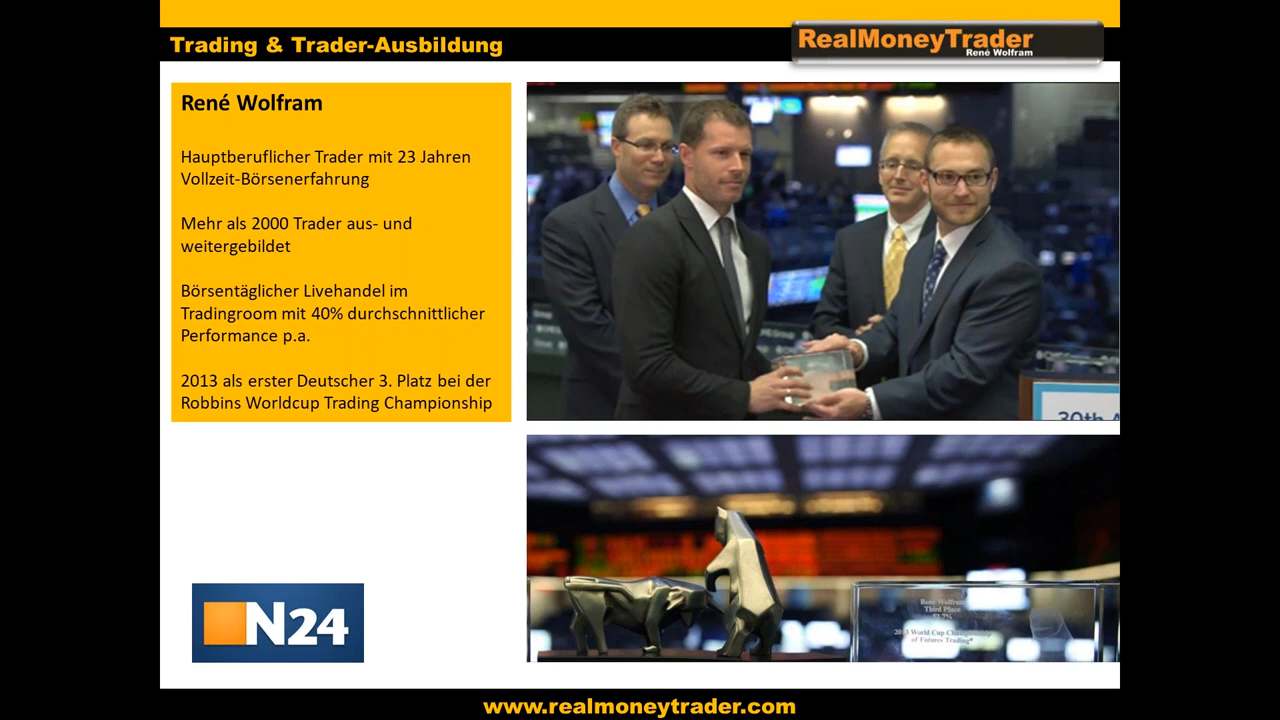 Trading & Trader-Ausbildung
RealMoneyTrader
René Wolfram
René Wolfram
Hauptberuflicher Trader mit 23 Jahren
Vollzeit-Börsenerfahrung
Mehr als 2000 Trader aus- und
weitergebildet
Börsentäglicher Livehandel im
Tradingroom mit 40% durchschnittlicher
Performance p.a.
2013 als erster Deutscher 3. Platz bei der
Robbins Worldcup Trading Championship
30th A
N24
René Wolfram
Third Place
2013 World Cup Championship
of Futures Trading®
www.realmoneytrader.com